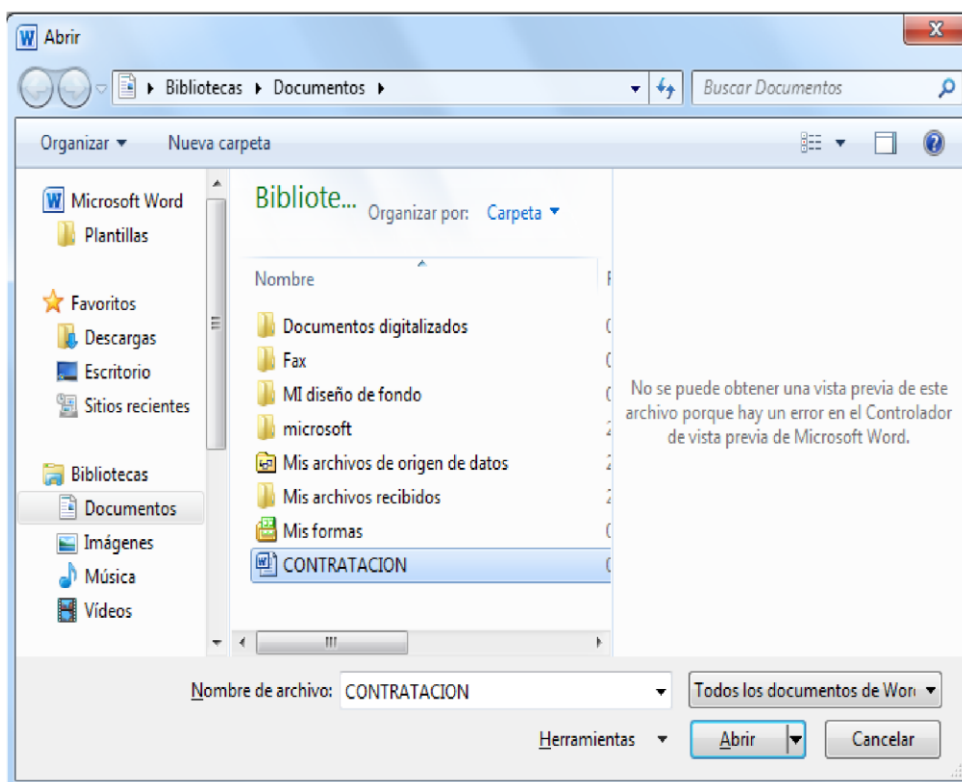 Abrir
Bibliotecas Documentos
Buscar Documentos
Organizar Nueva carpeta
Microsoft Word
Plantillas
Favoritos
Descargas
Escritorio
Sitios recientes
Bibliotecas
Documentos
Imágenes
Música
Vídeos
Bibliote...
Organizar por: Carpeta
Nombre
Documentos digitalizados
Fax
MI diseño de fondo
microsoft
Mis archivos de origen de datos
Mis archivos recibidos
Mis formas
CONTRATACION
No se puede obtener una vista previa de este
archivo porque hay un error en el Controlador
de vista previa de Microsoft Word.
Nombre de archivo: CONTRATACION
Todos los documentos de
Herramientas Abrir Cancelar